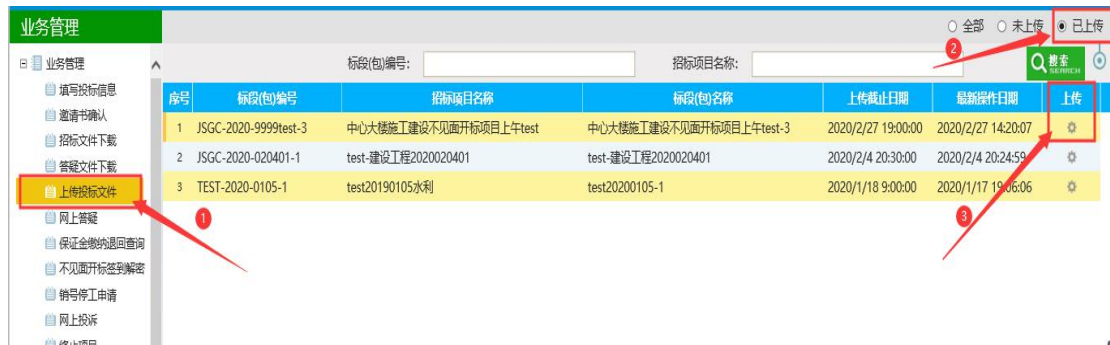 业务管理
全部 未上传 已上传
业务管理
标段(包)编号: 招标项目名称: 搜索 SEARCH
填写投标信息
邀请书确认
招标文件下载
答疑文件下载
上传投标文件
网上答疑
保证金缴纳退回查询
不见面开标签到解密
销号停工申请
网上投诉
终止项目
序号 标段(包)编号 招标项目名称 标段(包)名称 上传截止日期 最新操作日期 上传
1 JSGC-2020-9999test-3 中心大楼施工建设不见面开标项目上午test 中心大楼施工建设不见面开标项目上午test-3 2020/2/27 19:00:00 2020/2/27 14:20:07
2 JSGC-2020-020401-1 test-建设工程2020020401 test-建设工程2020020401 2020/2/4 20:30:00 2020/2/4 20:24:59
3 TEST-2020-0105-1 test20190105水利 test20200105-1 2020/1/18 9:00:00 2020/1/17 19:06:06
1
2
3